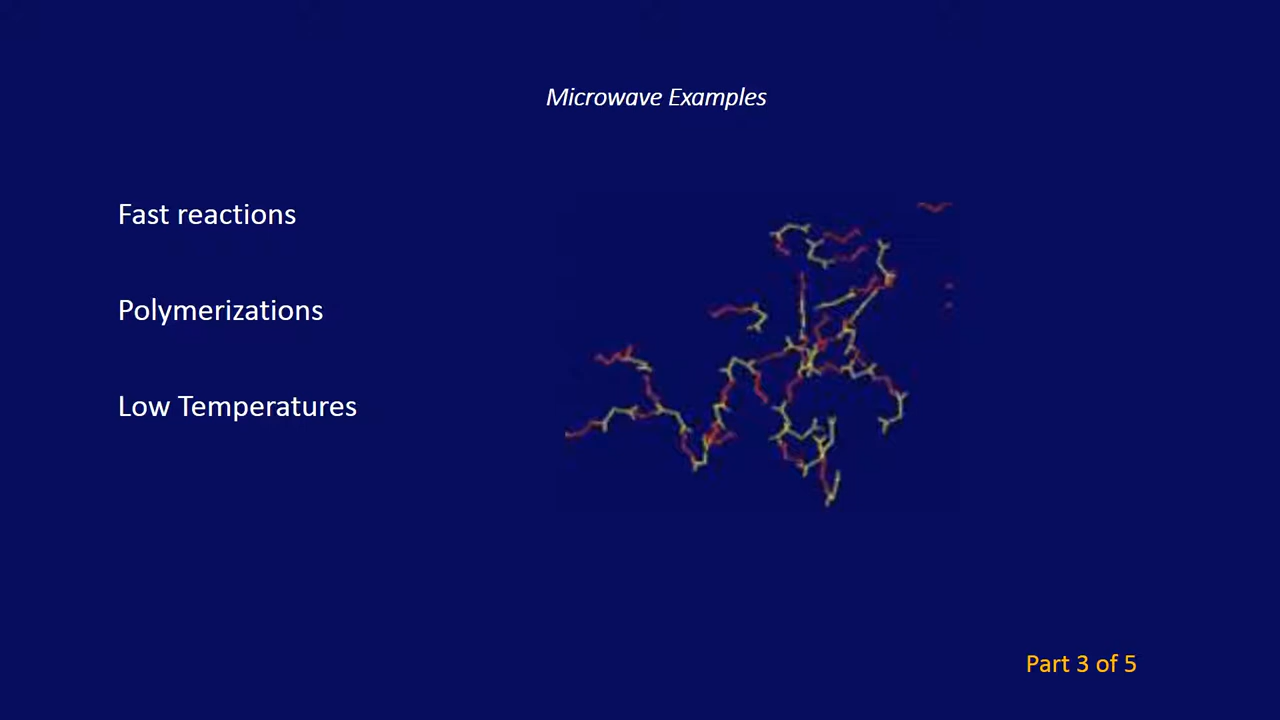 Microwave Examples
Fast reactions
Polymerizations
Low Temperatures
Part 3 of 5